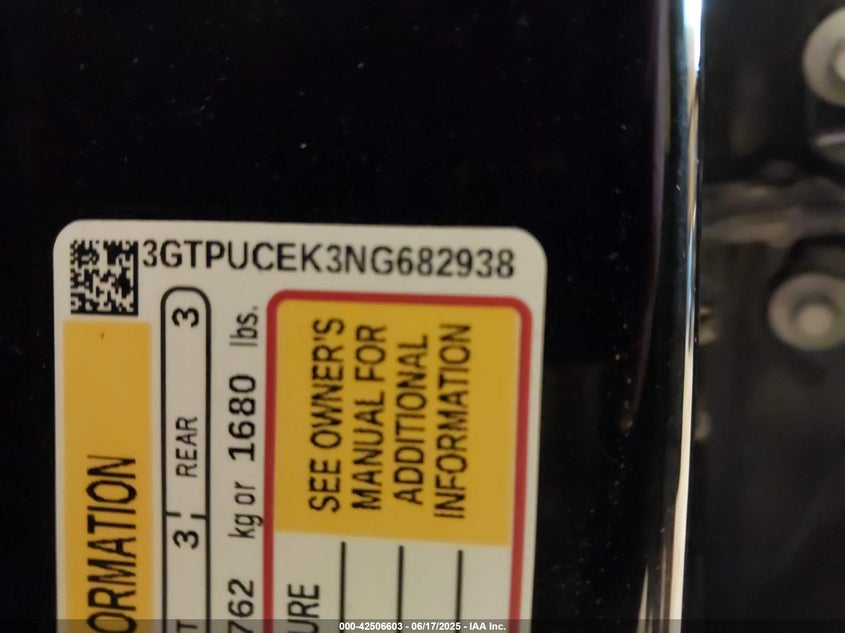 3GTPUCEK3NG682938
ORMATION
T 3 REAR 3
762 kg or 1680 lbs.
URE
SEE OWNER'S
MANUAL FOR
ADDITIONAL
INFORMATION
000-42506603 - 06/17/2025 - IAA Inc.